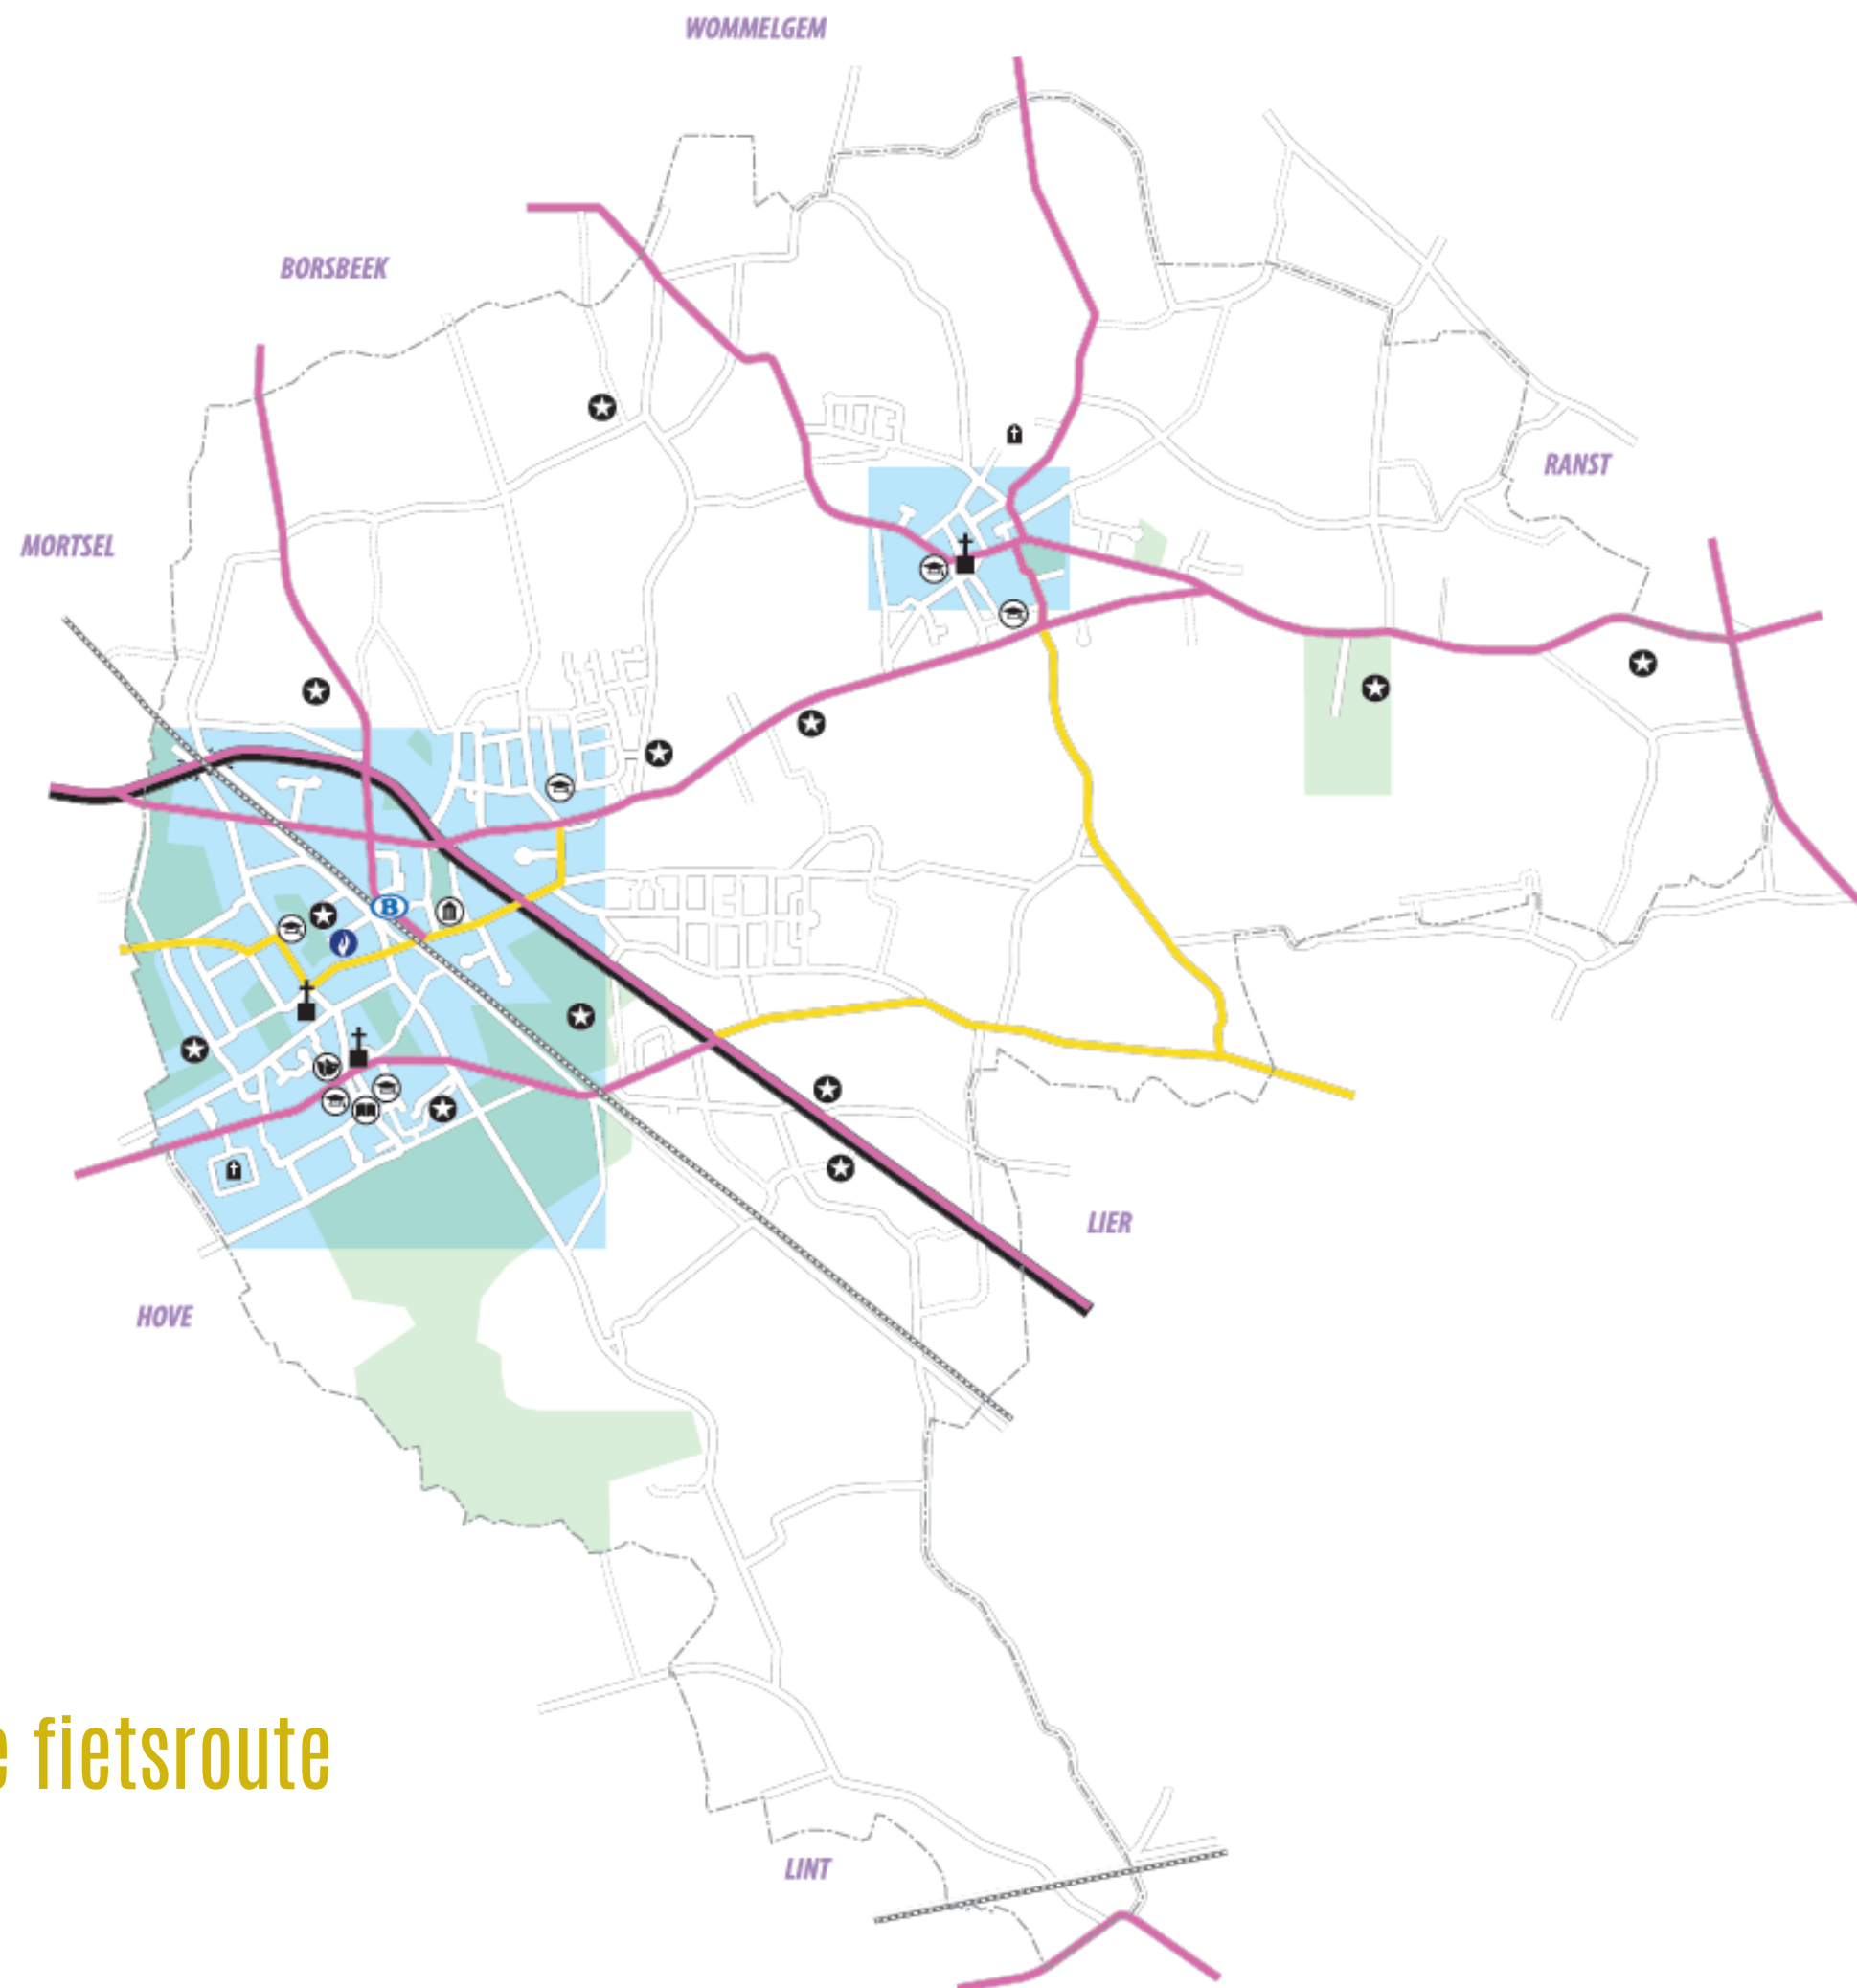 WOMMELGEM
BORSBEEK
RANST
MORTSEL
B
LIER
HOVE
e fietsroute
LINT